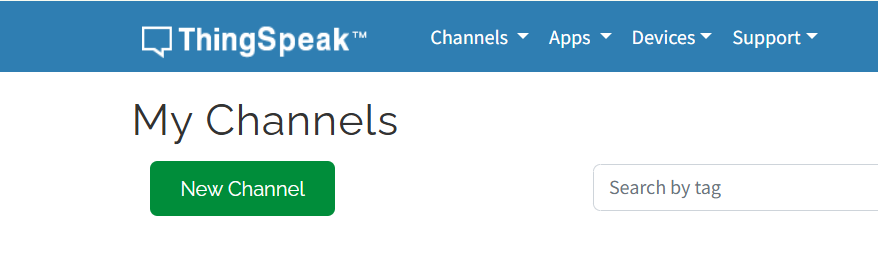 ThingSpeak™ Channels Apps Devices Support
My Channels
New Channel Search by tag